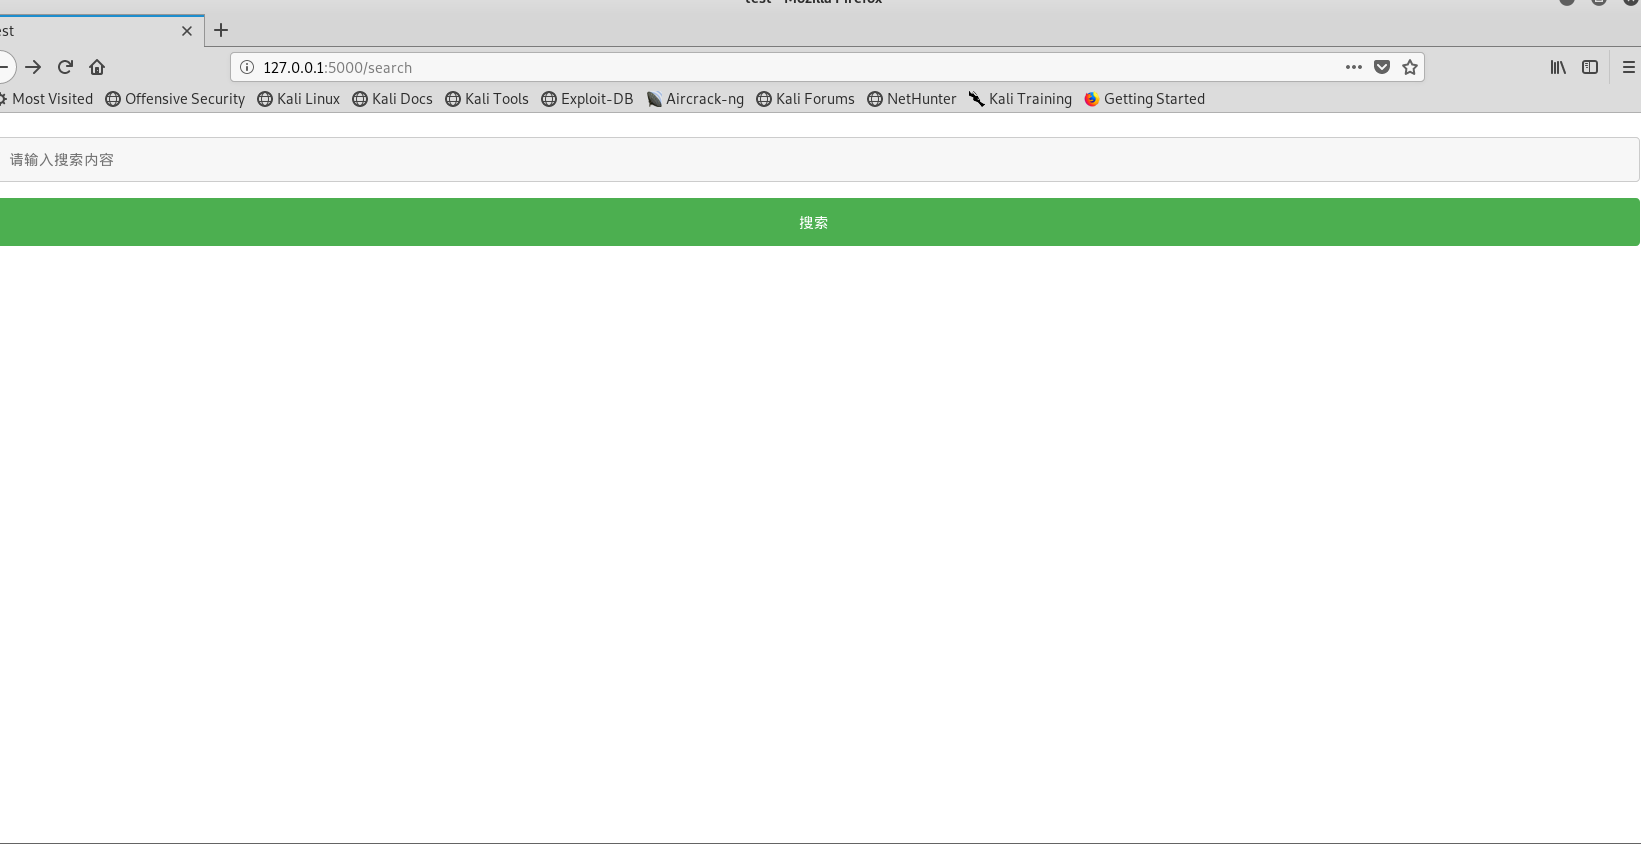 test - Mozilla Firefox
est
127.0.0.1:5000/search
Most Visited Offensive Security Kali Linux Kali Docs Kali Tools Exploit-DB Aircrack-ng Kali Forums NetHunter Kali Training Getting Started
请输入搜索内容
搜索